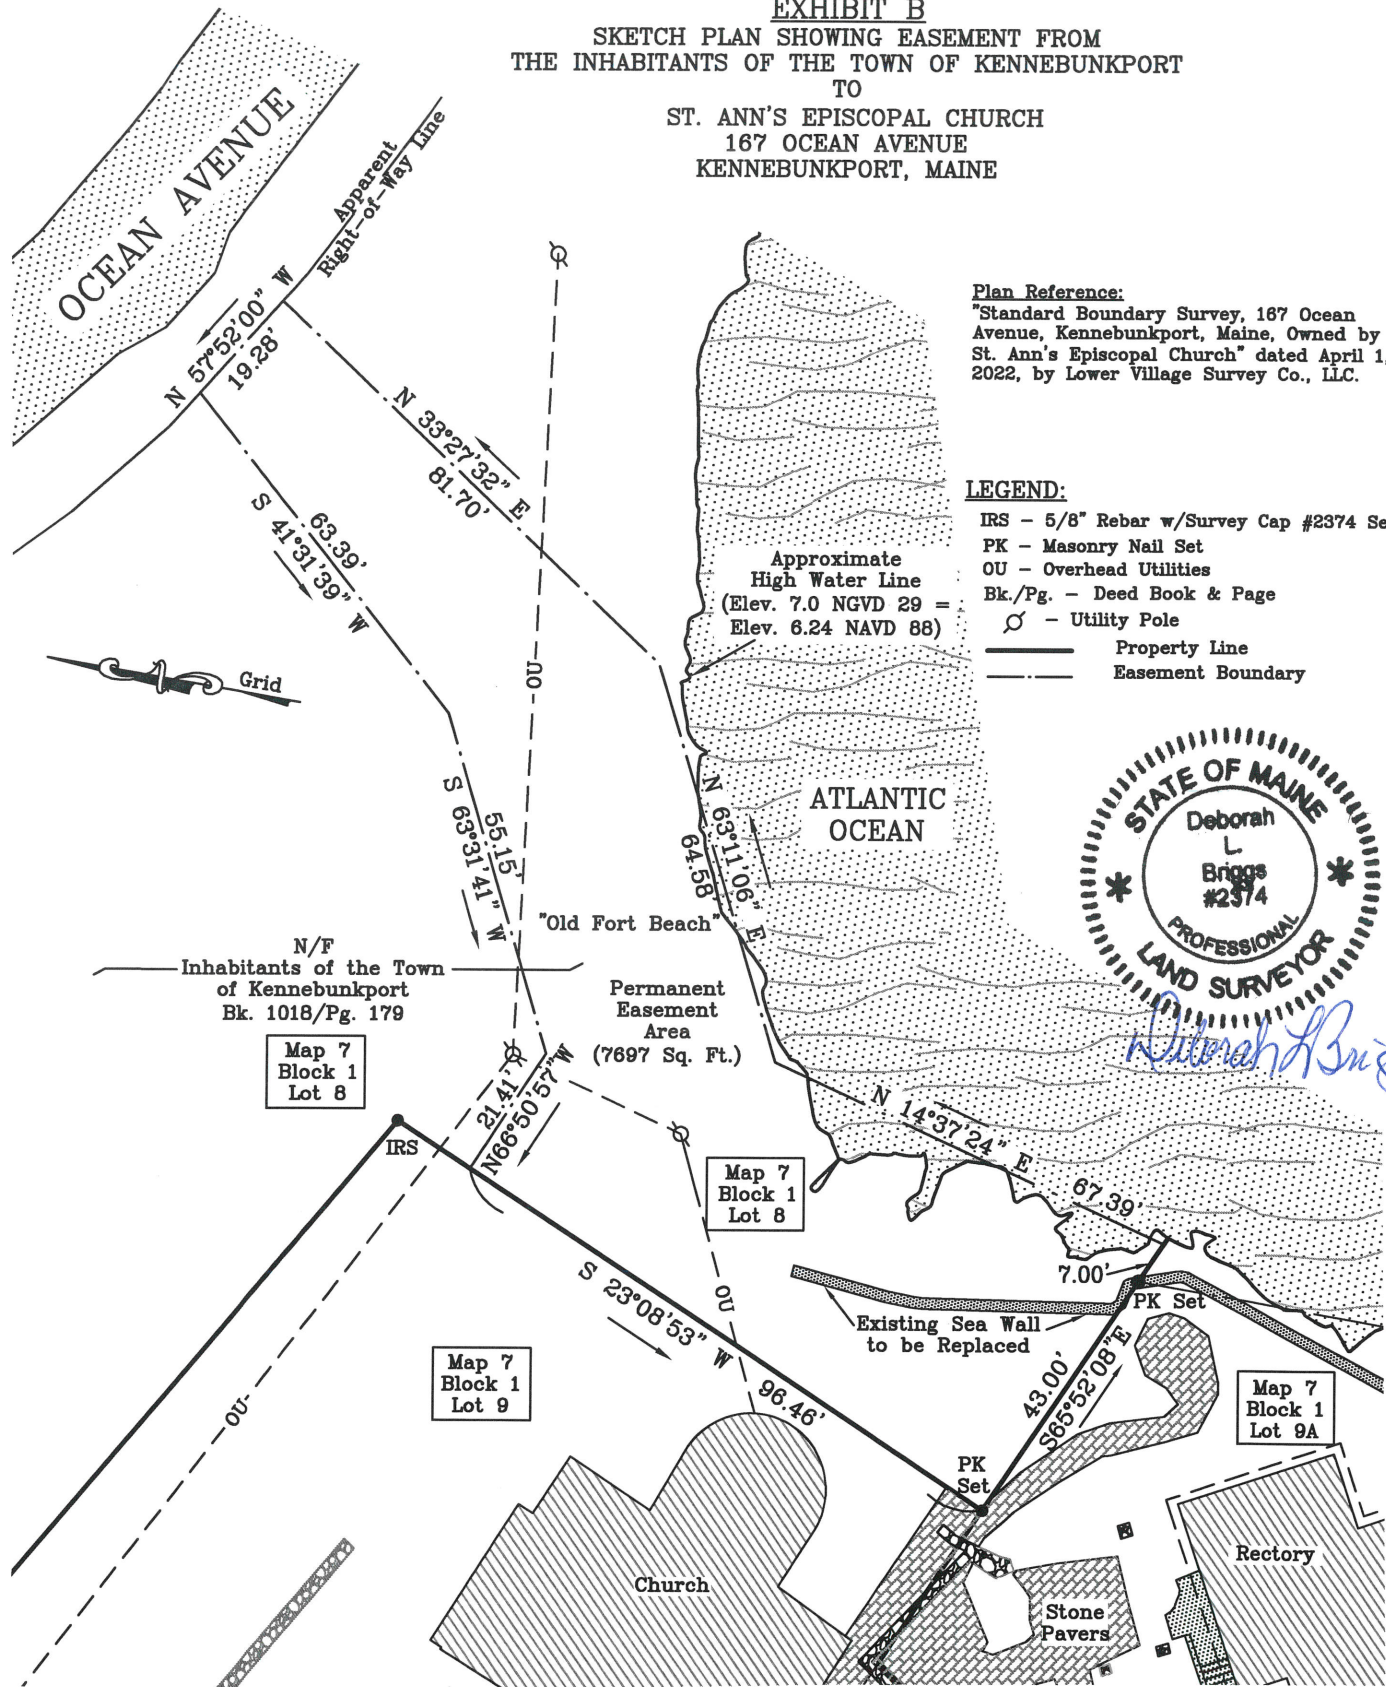 EXHIBIT B
SKETCH PLAN SHOWING EASEMENT FROM
THE INHABITANTS OF THE TOWN OF KENNEBUNKPORT
TO
ST. ANN'S EPISCOPAL CHURCH
167 OCEAN AVENUE
KENNEBUNKPORT, MAINE
OCEAN AVENUE
Apparent
Right-of-Way Line
N 57°52'00" W
19.28'
N 33°27'32" E
81.70'
63.39'
S 41°31'39" W
Grid
OU
Plan Reference:
"Standard Boundary Survey, 167 Ocean
Avenue, Kennebunkport, Maine, Owned by
St. Ann's Episcopal Church" dated April 1,
2022, by Lower Village Survey Co., LLC.
LEGEND:
IRS - 5/8" Rebar w/Survey Cap #2374 Se
PK - Masonry Nail Set
OU - Overhead Utilities
Bk./Pg. - Deed Book & Page
- Utility Pole
Property Line
Easement Boundary
Approximate
High Water Line
(Elev. 7.0 NGVD 29 =
Elev. 6.24 NAVD 88)
ATLANTIC
OCEAN
STATE OF MAINE
Deborah
L.
Briggs
#2374
PROFESSIONAL
LAND SURVEYOR
Deborah L Brig
55.15'
S 63°31'41" W
N 63°11'06" E
64.58'
"Old Fort Beach"
N/F
Inhabitants of the Town
of Kennebunkport
Bk. 1018/Pg. 179
Map 7
Block 1
Lot 8
Permanent
Easement
Area
(7697 Sq. Ft.)
21.41'
N66°50'57"W
IRS
N 14°37'24" E
67.39'
Map 7
Block 1
Lot 8
7.00'
PK Set
Existing Sea Wall
to be Replaced
S 23°08'53" W
96.46'
OU
43.00'
S65°52'08"E
Map 7
Block 1
Lot 9
OU
Map 7
Block 1
Lot 9A
PK
Set
Church
Stone
Pavers
Rectory